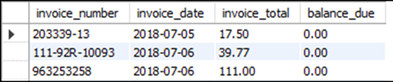 invoice_number invoice_date invoice_total balance_due
203339-13 2018-07-05 17.50 0.00
111-92R-10093 2018-07-06 39.77 0.00
963253258 2018-07-06 111.00 0.00